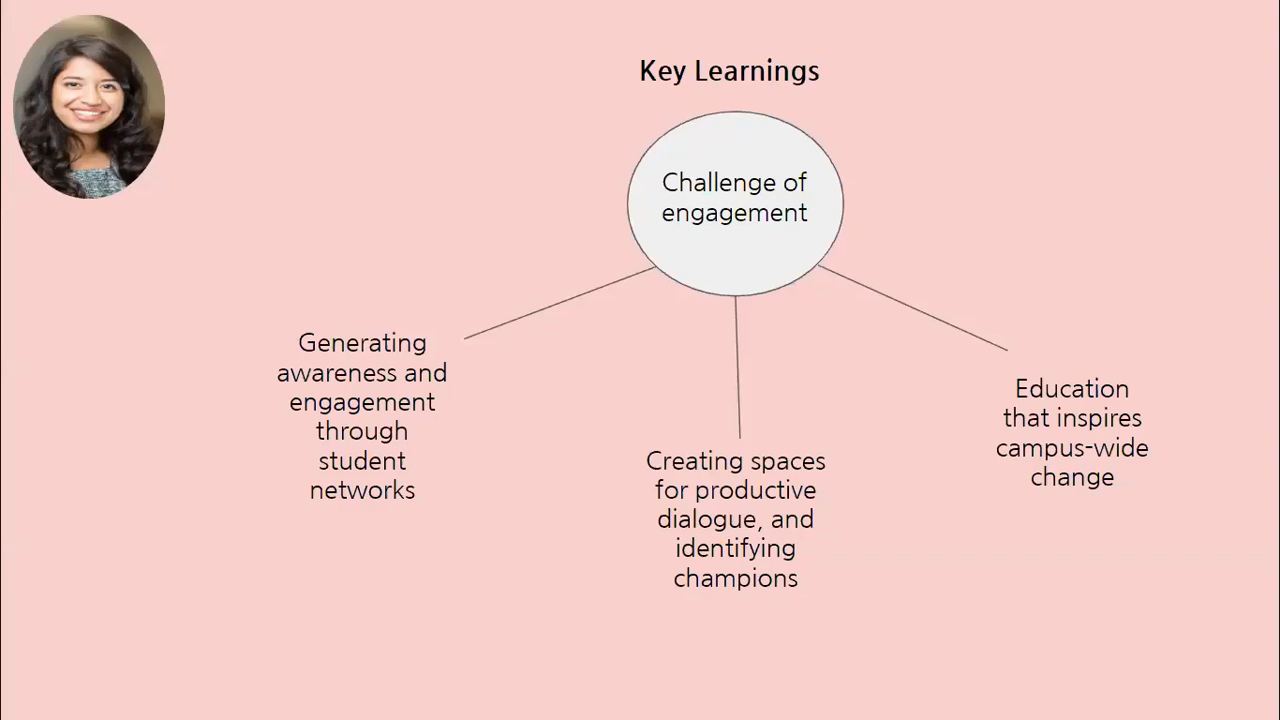 Key Learnings
Challenge of
engagement
Generating
awareness and
engagement
through
student
networks
Creating spaces
for productive
dialogue, and
identifying
champions
Education
that inspires
campus-wide
change